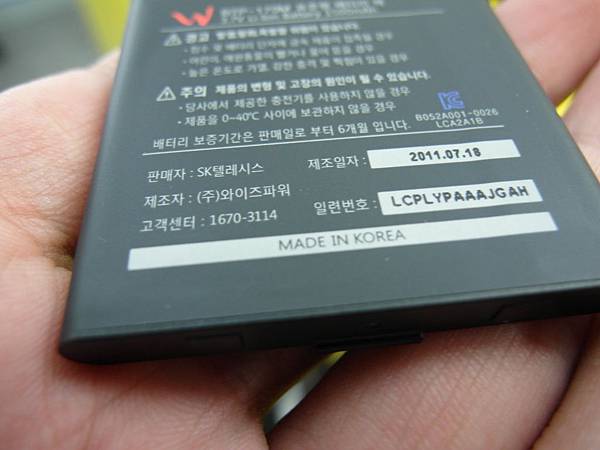 W
Li-ion Battery
경고
제품의 변형 및 고장의 원인이 될 수 있습니다.
주의
• 당사에서 제공한 충전기를 사용하지 않을 경우
• 제품을 0~40℃ 사이에 보관하지 않을 경우
B052A001-0026
LCA2A1B
배터리 보증기간은 판매일로 부터 6개월 입니다.
판매자 : SK텔레시스
제조일자 : 2011.07.18
제조자 : (주)와이즈파워
일련번호 : LCPLYPAAAJGAH
고객센터 : 1670-3114
MADE IN KOREA